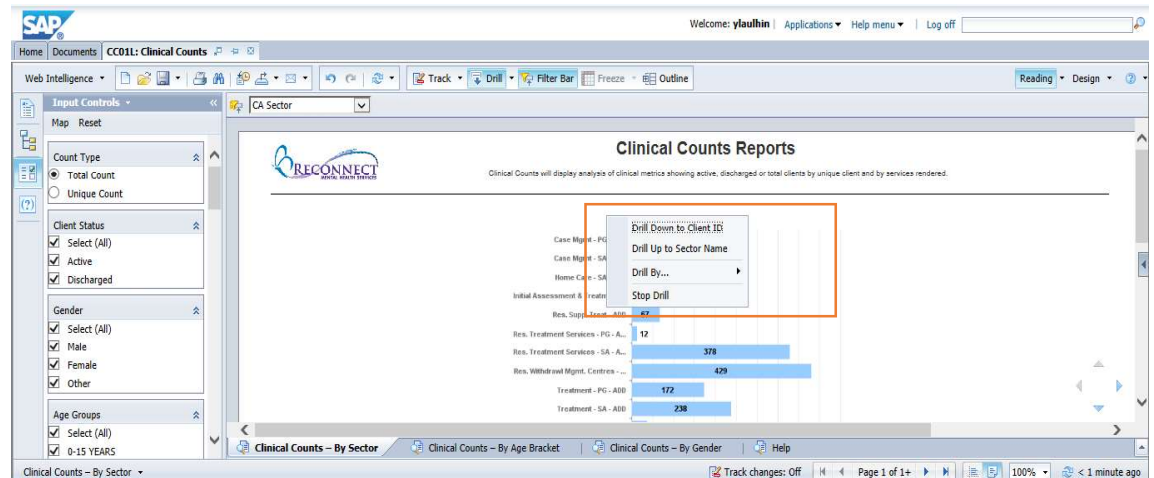 SAP
Welcome: ylaulhin | Applications Help menu | Log off
Home Documents CC01L: Clinical Counts
Web Intelligence Track Drill Filter Bar Freeze Outline Reading Design
Input Controls
CA Sector
Map Reset
Count Type
Total Count
Unique Count
Client Status
Select (All)
Active
Discharged
Gender
Select (All)
Male
Female
Other
Age Groups
Select (All)
0-15 YEARS
RECONNECT
MENTAL HEALTH SERVICES
Clinical Counts Reports
Clinical Counts will display analysis of clinical metrics showing active, discharged or total clients by unique client and by services rendered.
Drill Down to Client ID
Drill Up to Sector Name
Drill By...
Stop Drill
Case Mgmt - PG
Case Mgmt - SA
Home Care - SA
Initial Assessment & Treatm
Res. Supp Treat - ADD 67
Res. Treatment Services - PG - A... 12
Res. Treatment Services - SA - A... 378
Res. Withdrawl Mgmt. Centres - ... 429
Treatment - PG - ADD 172
Treatment - SA - ADD 238
Clinical Counts – By Sector Clinical Counts – By Age Bracket Clinical Counts – By Gender Help
Clinical Counts – By Sector Track changes: Off Page 1 of 1+ 100% < 1 minute ago